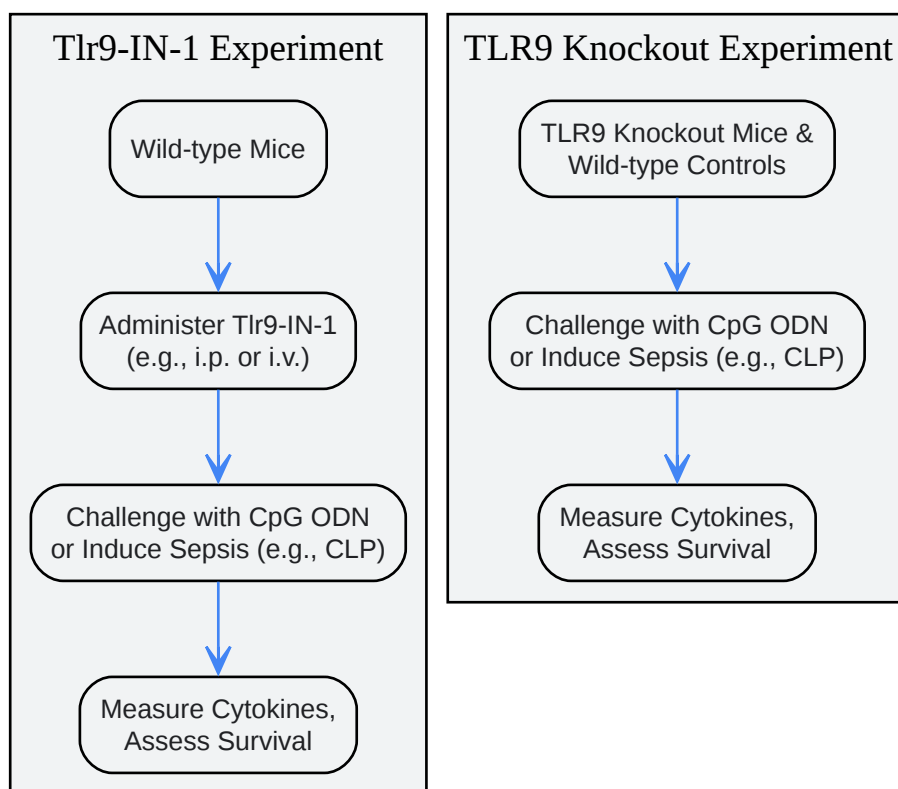 Tlr9-IN-1 Experiment
Wild-type Mice
Administer Tlr9-IN-1
(e.g., i.p. or i.v.)
Challenge with CpG ODN
or Induce Sepsis (e.g., CLP)
Measure Cytokines,
Assess Survival
TLR9 Knockout Experiment
TLR9 Knockout Mice &
Wild-type Controls
Challenge with CpG ODN
or Induce Sepsis (e.g., CLP)
Measure Cytokines,
Assess Survival